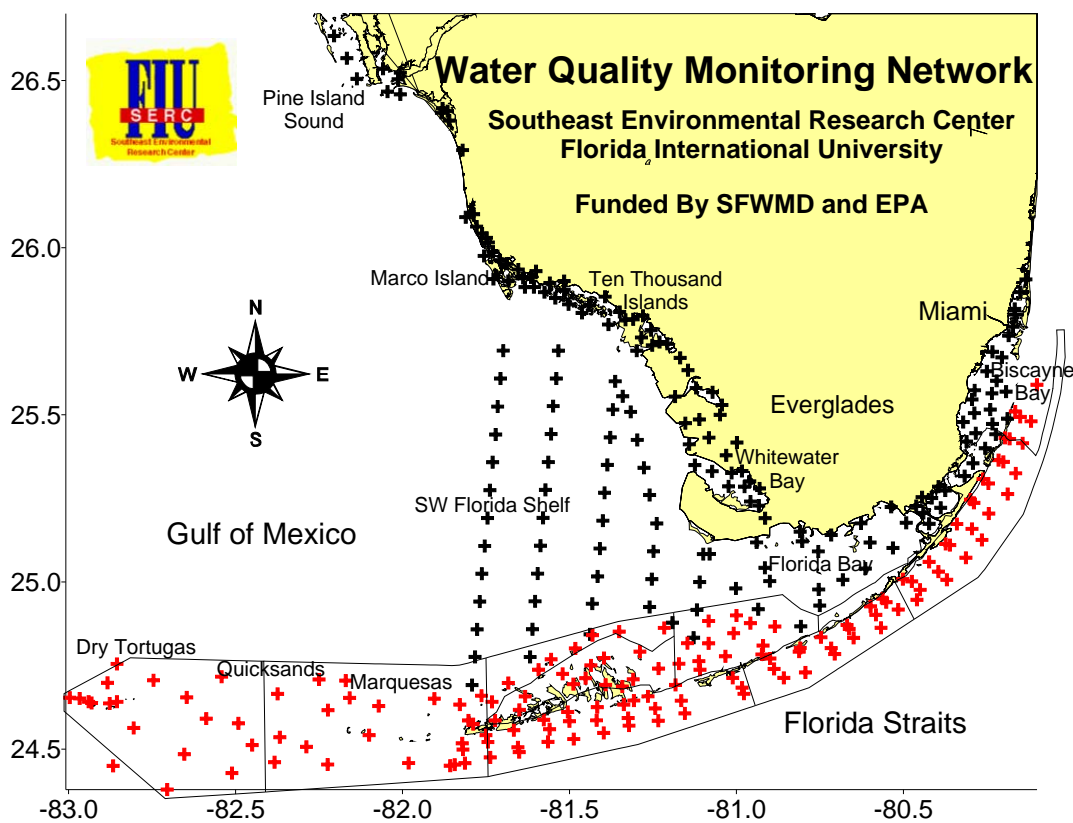 Water Quality Monitoring Network
Southeast Environmental Research Center
Florida International University
Funded By SFWMD and EPA
FIU
SERC
Southeast Environmental
Research Center
Pine Island
Sound
Marco Island
Ten Thousand
Islands
Miami
Biscayne
Bay
N
W
E
S
Everglades
Whitewater
Bay
SW Florida Shelf
Gulf of Mexico
Florida Bay
Dry Tortugas
Quicksands
Marquesas
Florida Straits
26.5
26.0
25.5
25.0
24.5
-83.0
-82.5
-82.0
-81.5
-81.0
-80.5